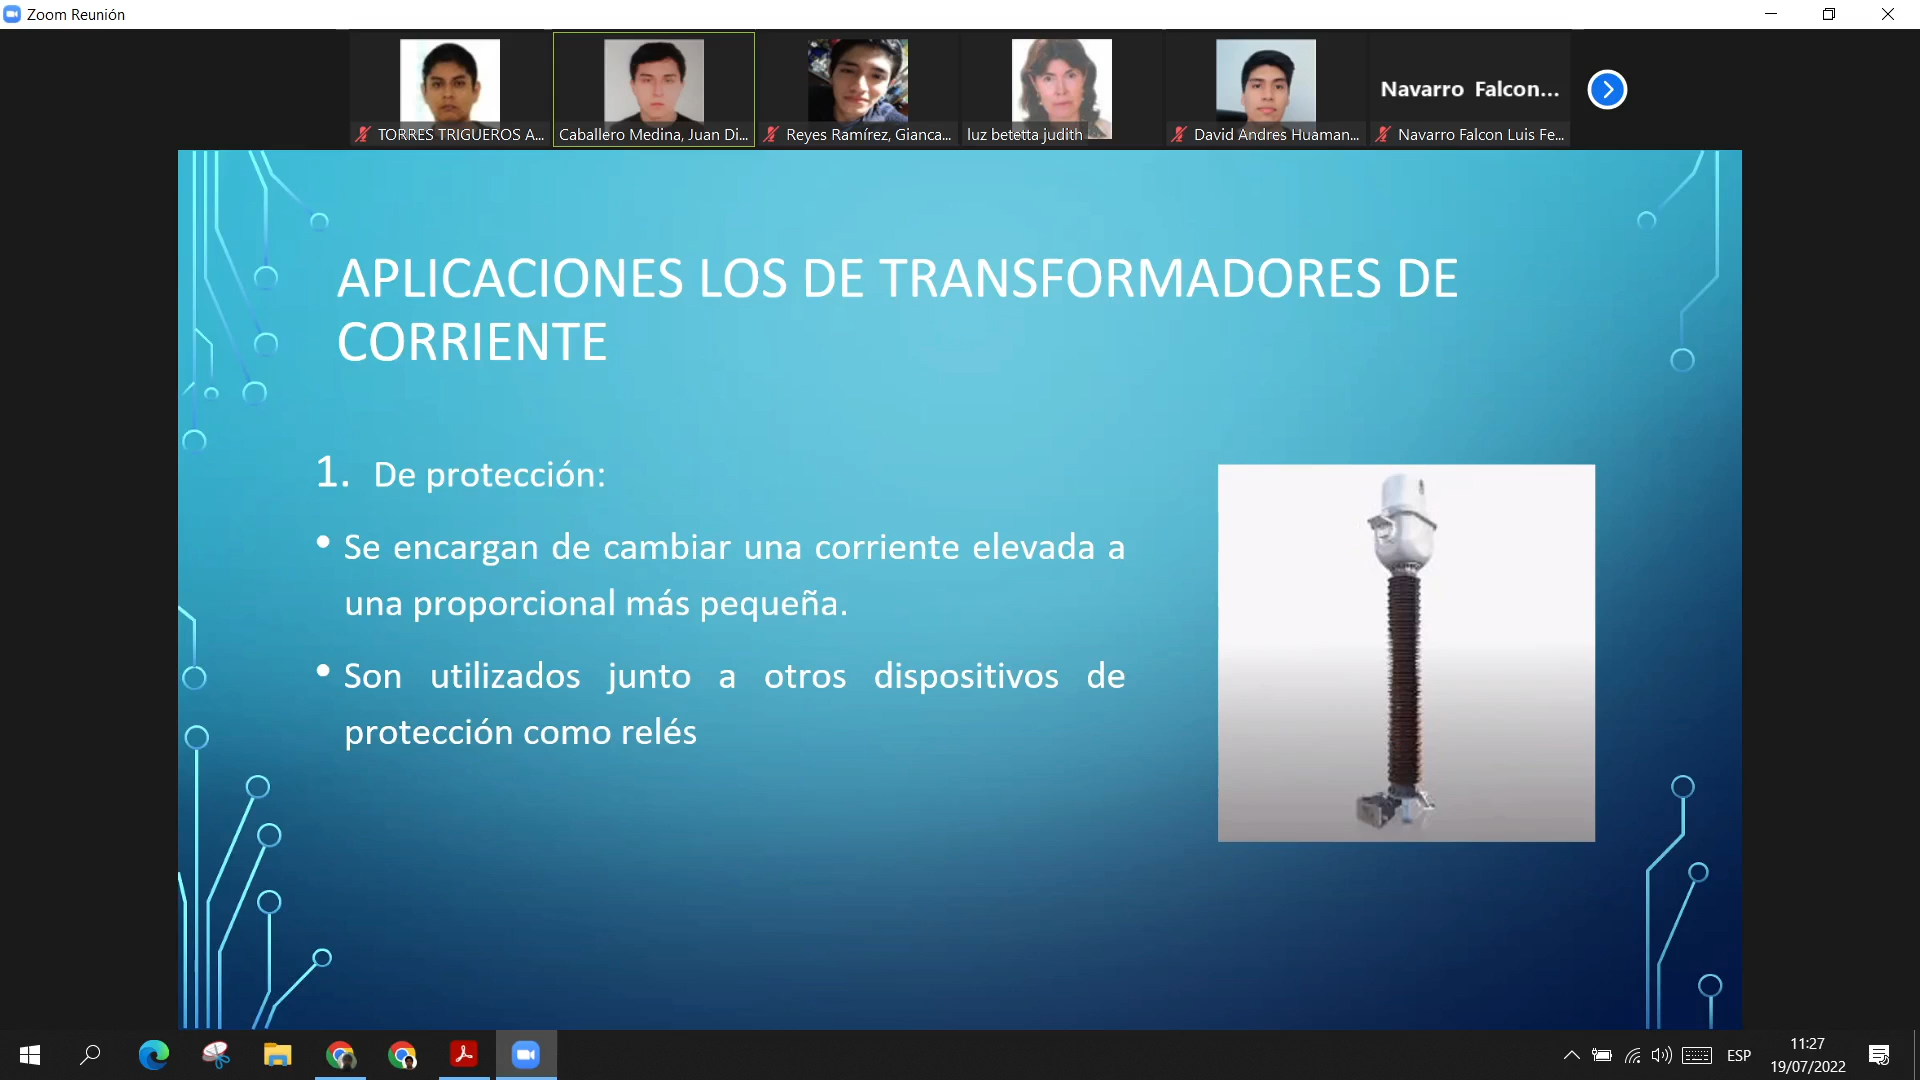 Zoom Reunión
Navarro Falcon...
TORRES TRIGUEROS A...
Caballero Medina, Juan Di...
Reyes Ramírez, Gianca...
luz betetta judith
David Andres Huaman...
Navarro Falcon Luis Fe...
APLICACIONES LOS DE TRANSFORMADORES DE
CORRIENTE
1. De protección:
• Se encargan de cambiar una corriente elevada a
una proporcional más pequeña.
• Son utilizados junto a otros dispositivos de
protección como relés
ESP
11:27
19/07/2022